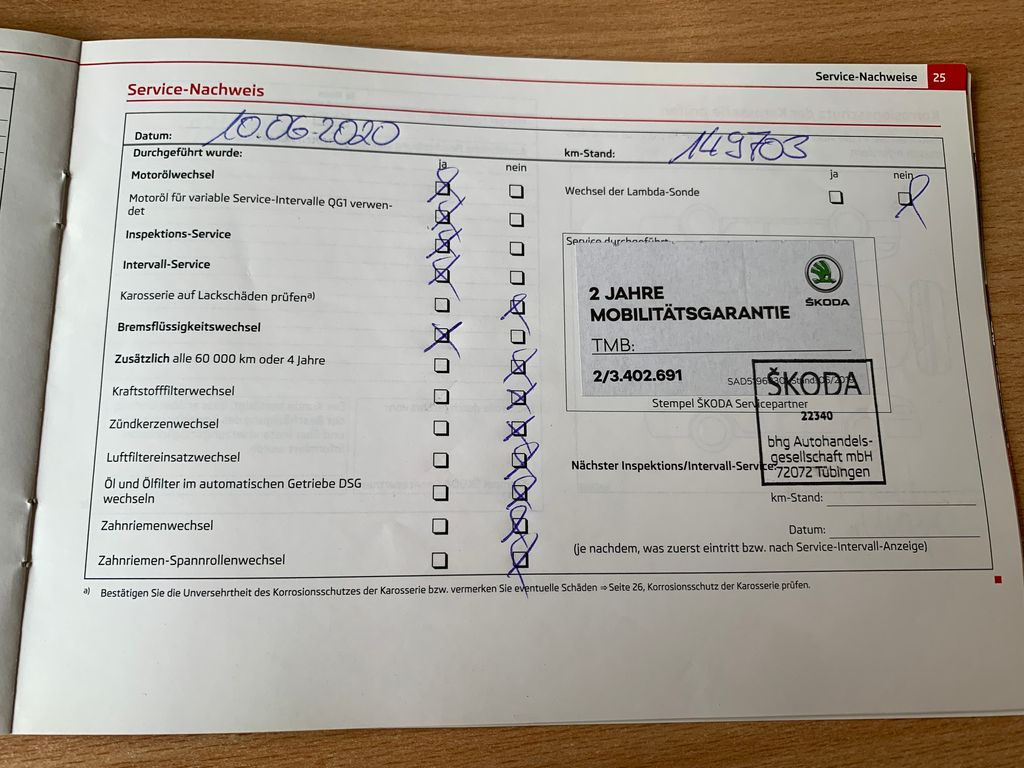 Service-Nachweise 25
Service-Nachweis
Datum: 10.06.2020
km-Stand: 149703
Durchgeführt wurde:
ja nein
Motorölwechsel
Motoröl für variable Service-Intervalle QG1 verwen-
det
Inspektions-Service
Intervall-Service
Karosserie auf Lackschäden prüfen a)
Bremsflüssigkeitswechsel
Zusätzlich alle 60 000 km oder 4 Jahre
Kraftstofffilterwechsel
Zündkerzenwechsel
Luftfiltereinsatzwechsel
Öl und Ölfilter im automatischen Getriebe DSG
wechseln
Zahnriemenwechsel
Zahnriemen-Spannrollenwechsel
ja nein
Wechsel der Lambda-Sonde
Service durchgeführt
2 JAHRE
MOBILITÄTSGARANTIE
ŠKODA
TMB:
2/3.402.691
Stempel ŠKODA Servicepartner
ŠKODA
22340
bhg Autohandels-
gesellschaft mbH
72072 Tübingen
Nächster Inspektions/Intervall-Service:
km-Stand:
Datum:
(je nachdem, was zuerst eintritt bzw. nach Service-Intervall-Anzeige)
a) Bestätigen Sie die Unversehrtheit des Korrosionsschutzes der Karosserie bzw. vermerken Sie eventuelle Schäden ⇒ Seite 26, Korrosionsschutz der Karosserie prüfen.